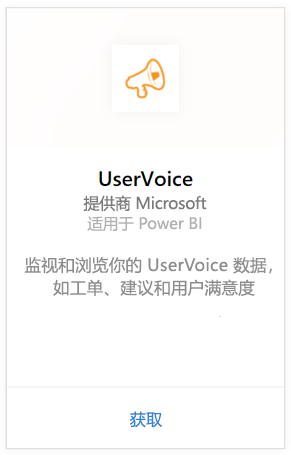 UserVoice
提供商 Microsoft
适用于 Power BI
监视和浏览你的 UserVoice 数据，
如工单、建议和用户满意度
获取